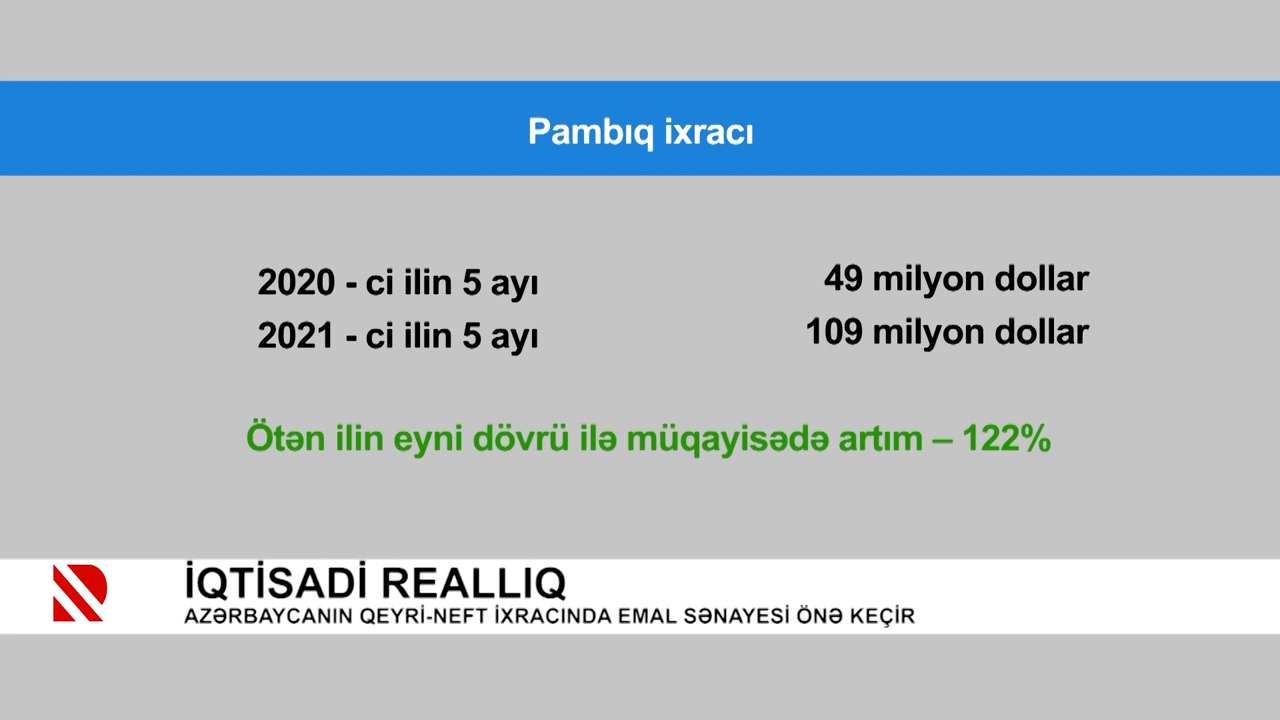 Pambıq ixracı
2020 - ci ilin 5 ayı 49 milyon dollar
2021 - ci ilin 5 ayı 109 milyon dollar
Ötən ilin eyni dövrü ilə müqayisədə artım – 122%
İQTİSADİ REALLIQ
AZƏRBAYCANIN QEYRİ-NEFT İXRACINDA EMAL SƏNAYESİ ÖNƏ KEÇİR